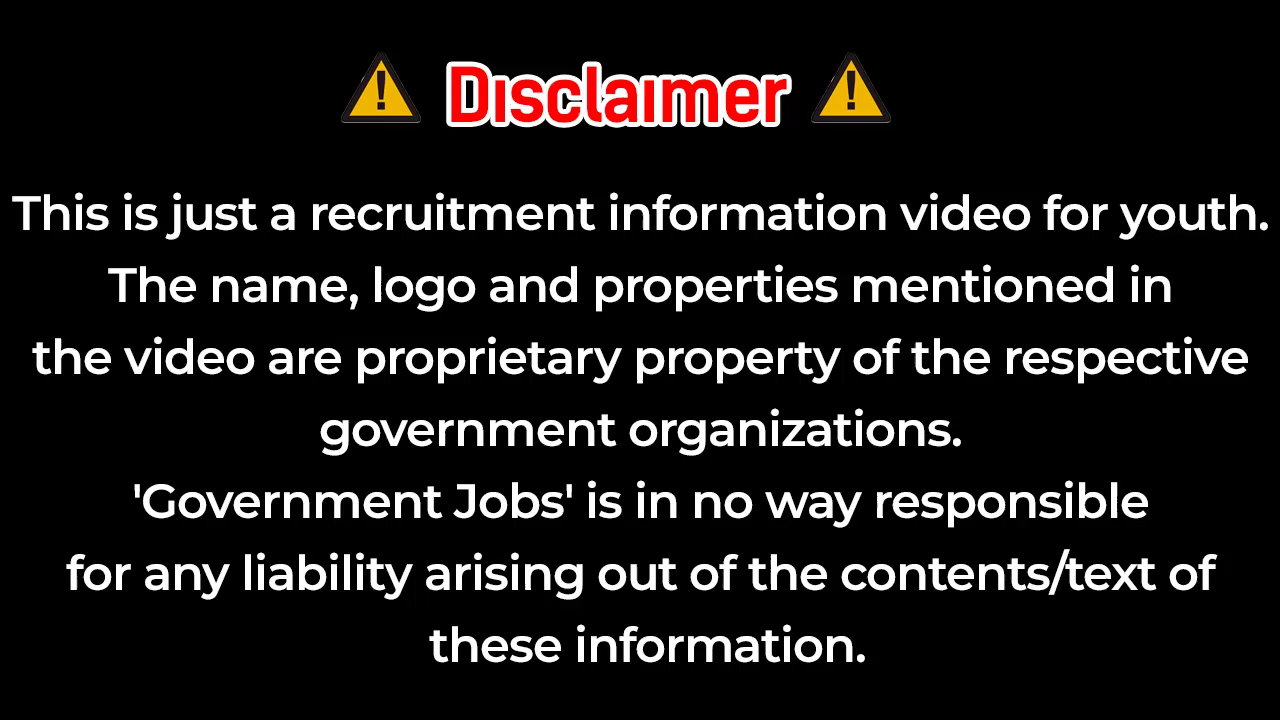 Disclaimer
This is just a recruitment information video for youth.
The name, logo and properties mentioned in
the video are proprietary property of the respective
government organizations.
'Government Jobs' is in no way responsible
for any liability arising out of the contents/text of
these information.